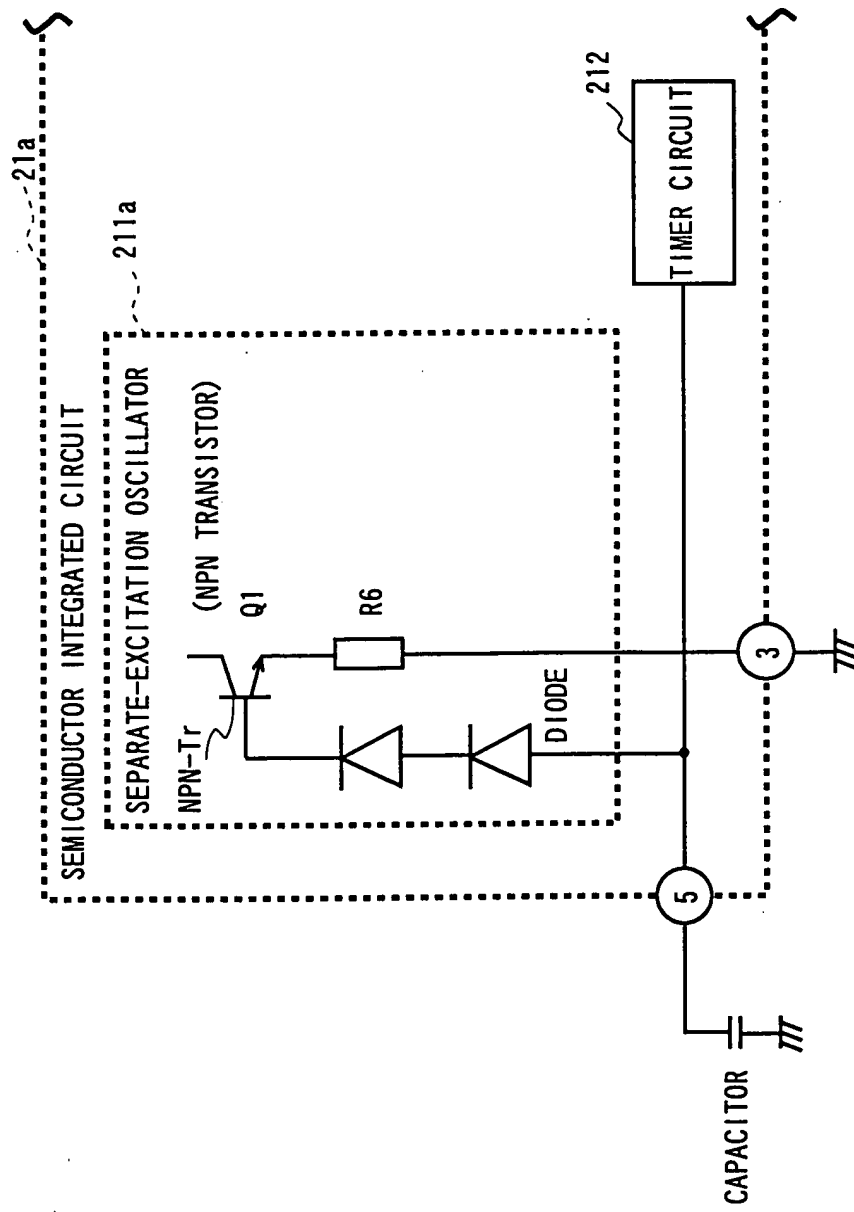 21a
SEMICONDUCTOR INTEGRATED CIRCUIT
211a
SEPARATE-EXCITATION OSCILLATOR
NPN-Tr
(NPN TRANSISTOR)
Q1
R6
DIODE
212
TIMER CIRCUIT
5
3
CAPACITOR